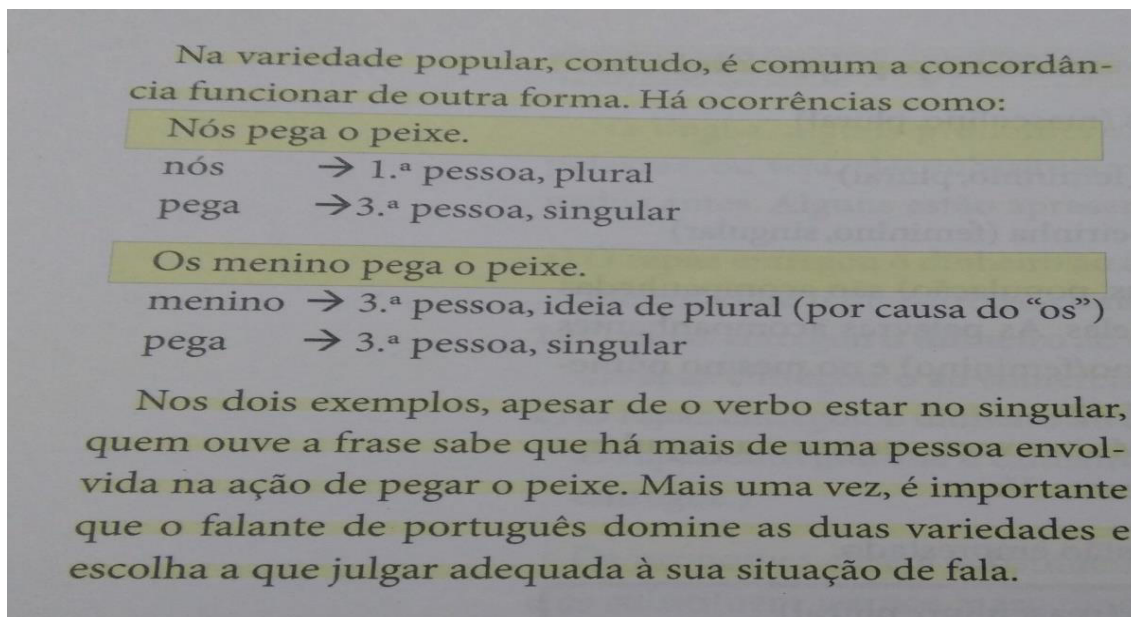 Na variedade popular, contudo, é comum a concordân-
cia funcionar de outra forma. Há ocorrências como:
Nós pega o peixe.
nós → 1.ª pessoa, plural
pega → 3.ª pessoa, singular
Os menino pega o peixe.
menino → 3.ª pessoa, ideia de plural (por causa do “os”)
pega → 3.ª pessoa, singular
Nos dois exemplos, apesar de o verbo estar no singular,
quem ouve a frase sabe que há mais de uma pessoa envol-
vida na ação de pegar o peixe. Mais uma vez, é importante
que o falante de português domine as duas variedades e
escolha a que julgar adequada à sua situação de fala.